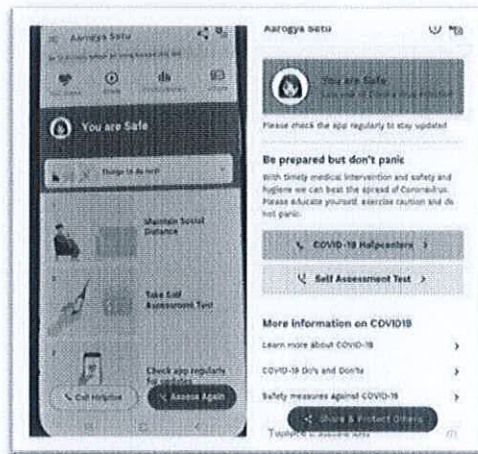 Aarogya Setu
You are Safe
Things to do next
Maintain Social
Distance
Take Self
Assessment Test
Check app regularly
for updates
Call Helpline
Assess Again
Aarogya Setu
You are Safe
Please check the app regularly to stay updated
Be prepared but don't panic
With timely medical intervention and safety and
hygiene we can beat the spread of Coronavirus.
Please educate yourself, exercise caution and do
not panic.
COVID-19 Helpcenters >
Self Assessment Test >
More information on COVID19
Learn more about COVID-19 >
COVID-19 Do's and Don'ts >
Safety measures against COVID-19 >
Share & Protect Others